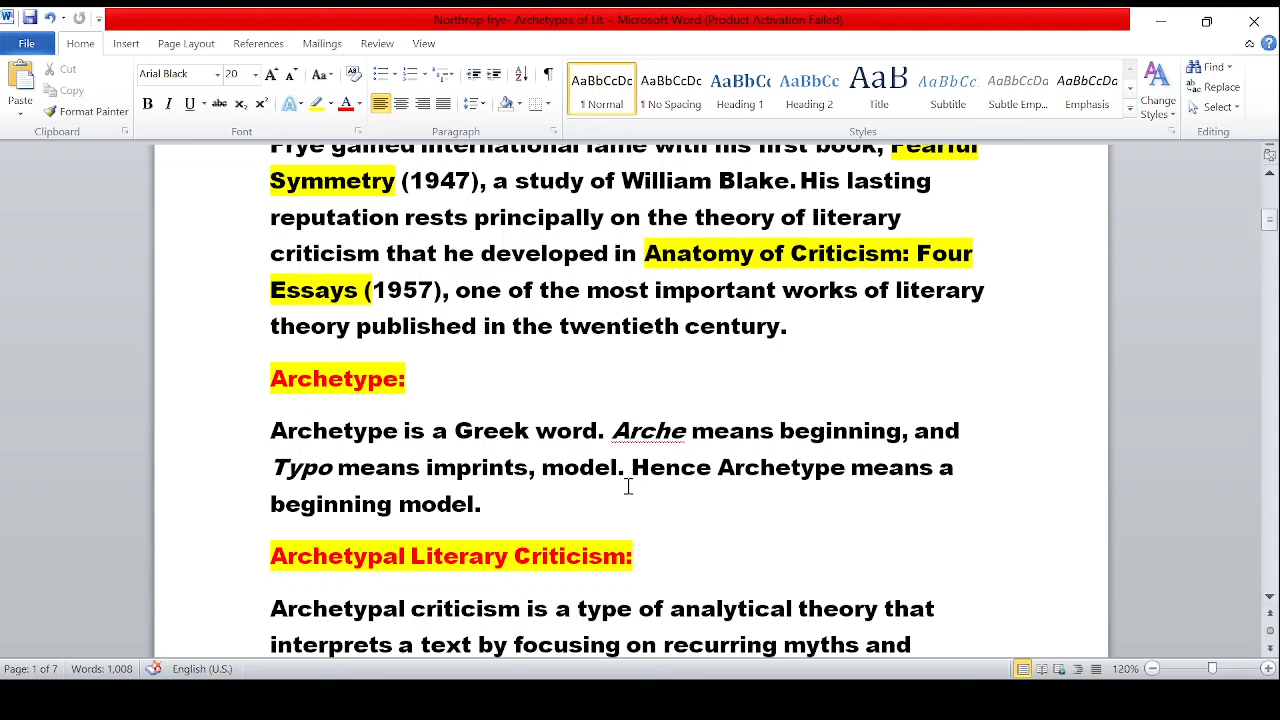 Northrop frye- Archetypes of Lit - Microsoft Word (Product Activation Failed)
File Home Insert Page Layout References Mailings Review View
Paste
Cut
Copy
Format Painter
Clipboard
Arial Black 20
Font
Paragraph
AaBbCcDc AaBbCcDc AaBbCc AaBbCc AaB AaBbCc. AaBbCcDc AaBbCcDc
¶ Normal ¶ No Spacing Heading 1 Heading 2 Title Subtitle Subtle Em... Emphasis
Change Styles
Styles
Find
Replace
Select
Editing
Frye gained international fame with his first book, Fearful
Symmetry (1947), a study of William Blake. His lasting
reputation rests principally on the theory of literary
criticism that he developed in Anatomy of Criticism: Four
Essays (1957), one of the most important works of literary
theory published in the twentieth century.
Archetype:
Archetype is a Greek word. Arche means beginning, and
Typo means imprints, model. Hence Archetype means a
beginning model.
Archetypal Literary Criticism:
Archetypal criticism is a type of analytical theory that
interprets a text by focusing on recurring myths and
Page: 1 of 7 Words: 1,008 English (U.S.) 120%